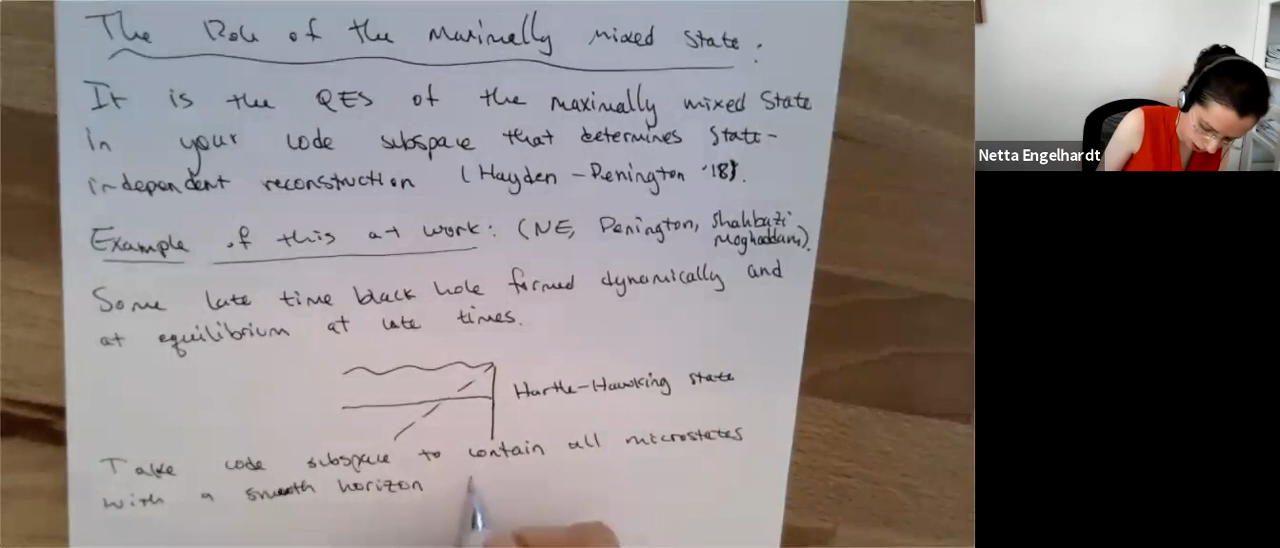 The Role of the maximally mixed state.
It is the QES of the maximally mixed state
in your code subspace that determines state-
independent reconstruction (Hayden-Penington '18).
Example of this at work: (NE, Penington, Shahbazi
Moghaddam).
Some late time black hole formed dynamically and
at equilibrium at late times.
Hartle-Hawking state
Take code subspace to contain all microstates
with a smooth horizon
Netta Engelhardt